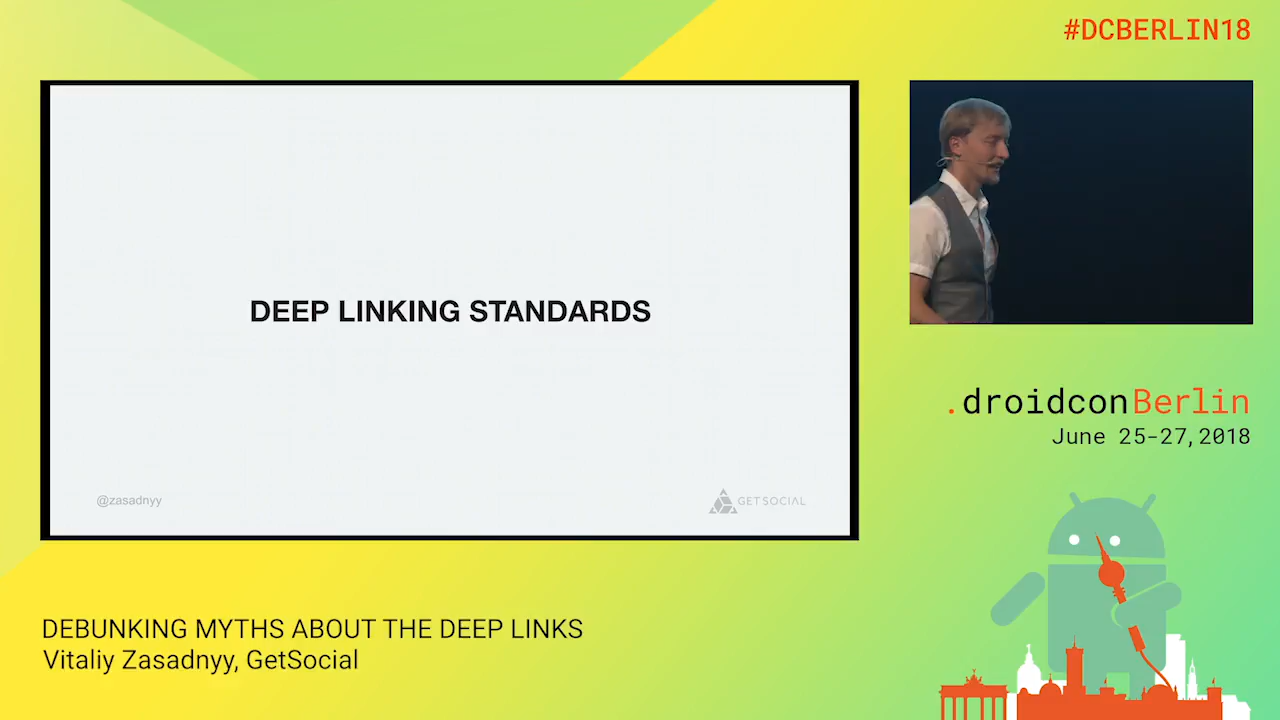 #DCBERLIN18
DEEP LINKING STANDARDS
@zasadnyy
GETSOCIAL
.droidconBerlin
June 25-27, 2018
DEBUNKING MYTHS ABOUT THE DEEP LINKS
Vitaliy Zasadnyy, GetSocial